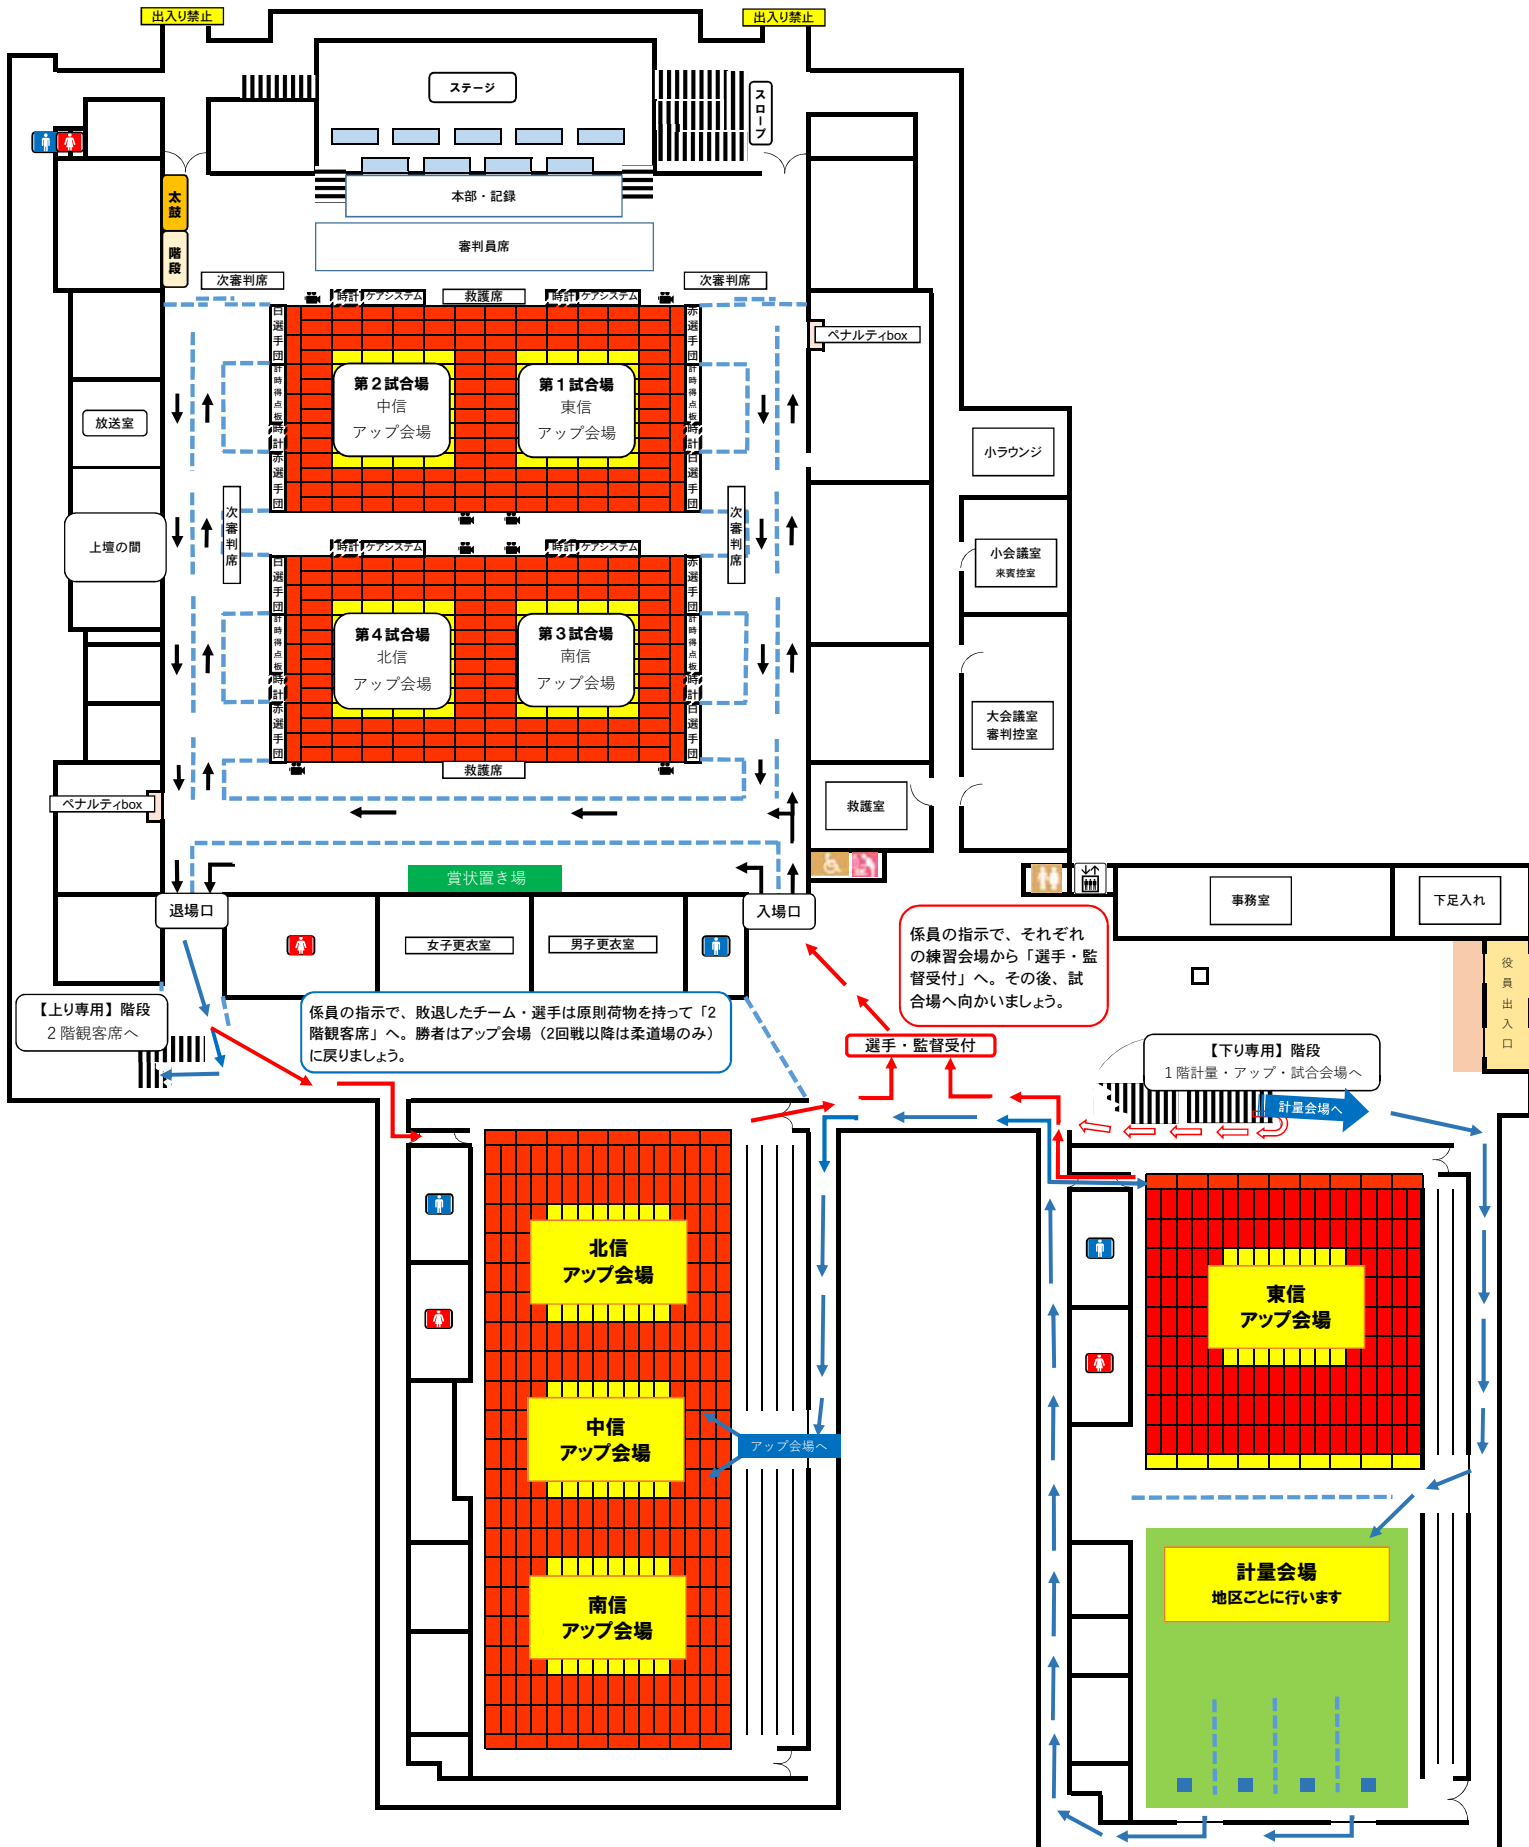 出入り禁止
出入り禁止
ステージ
スロープ
太鼓
階段
本部・記録
審判員席
次審判席
次審判席
時計
ケアシステム
救護席
時計
ケアシステム
白選手団
計時得点板
時計
赤選手団
赤選手団
計時得点板
時計
白選手団
ペナルティbox
第2試合場
中信
アップ会場
第1試合場
東信
アップ会場
放送室
小ラウンジ
次審判席
次審判席
上壇の間
小会議室
来賓控室
時計
ケアシステム
時計
ケアシステム
白選手団
計時得点板
時計
赤選手団
赤選手団
計時得点板
時計
白選手団
第4試合場
北信
アップ会場
第3試合場
南信
アップ会場
大会議室
審判控室
救護席
ペナルティbox
救護室
賞状置き場
退場口
入場口
女子更衣室
男子更衣室
事務室
下足入れ
役員出入口
係員の指示で、それぞれ
の練習会場から「選手・監
督受付」へ。その後、試
合場へ向かいましょう。
【上り専用】階段
2階観客席へ
係員の指示で、敗退したチーム・選手は原則荷物を持って「2
階観客席」へ。勝者はアップ会場（2回戦以降は柔道場のみ）
に戻りましょう。
選手・監督受付
【下り専用】階段
1階計量・アップ・試合会場へ
計量会場へ
北信
アップ会場
東信
アップ会場
中信
アップ会場
アップ会場へ
南信
アップ会場
計量会場
地区ごとに行います